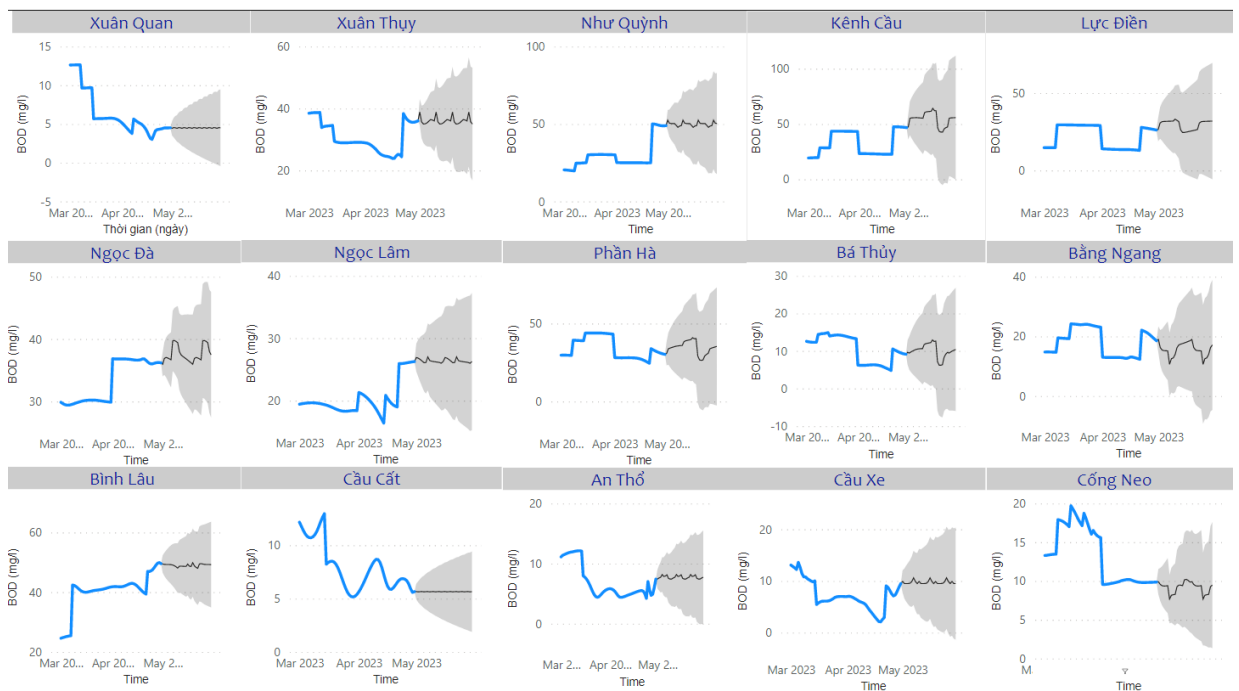 Xuân Quan
15
10
5
0
-5
BOD (mg/l)
Mar 20...
Apr 20...
May 2...
Thời gian (ngày)
Xuân Thụy
60
40
20
BOD (mg/l)
Mar 2023
Apr 2023
May 2023
Như Quỳnh
100
50
0
BOD (mg/l)
Mar 2023
Apr 2023
May 20...
Time
Kênh Cầu
100
50
0
BOD (mg/l)
Mar 20...
Apr 20...
May 2...
Time
Lực Điền
50
0
BOD (mg/l)
Mar 2023
Apr 2023
May 2023
Time
Ngọc Đà
50
40
30
BOD (mg/l)
Mar 20...
Apr 20...
May 2...
Time
Ngọc Lâm
40
30
20
BOD (mg/l)
Mar 2023
Apr 2023
May 2023
Time
Phần Hà
50
0
BOD (mg/l)
Mar 2023
Apr 2023
May 20...
Time
Bá Thủy
30
20
10
0
-10
BOD (mg/l)
Mar 20...
Apr 20...
May 2...
Time
Bằng Ngang
40
20
0
BOD (mg/l)
Mar 2023
Apr 2023
May 2023
Time
Bình Lâu
60
40
20
BOD (mg/l)
Mar 20...
Apr 20...
May 2...
Time
Cầu Cất
10
5
0
BOD (mg/l)
Mar 2023
Apr 2023
May 2023
Time
An Thổ
20
10
0
BOD (mg/l)
Mar 2...
Apr 20...
May 20...
Time
Cầu Xe
20
10
0
BOD (mg/l)
Mar 2023
Apr 2023
May 2023
Time
Cống Neo
20
15
10
5
0
BOD (mg/l)
M
Time